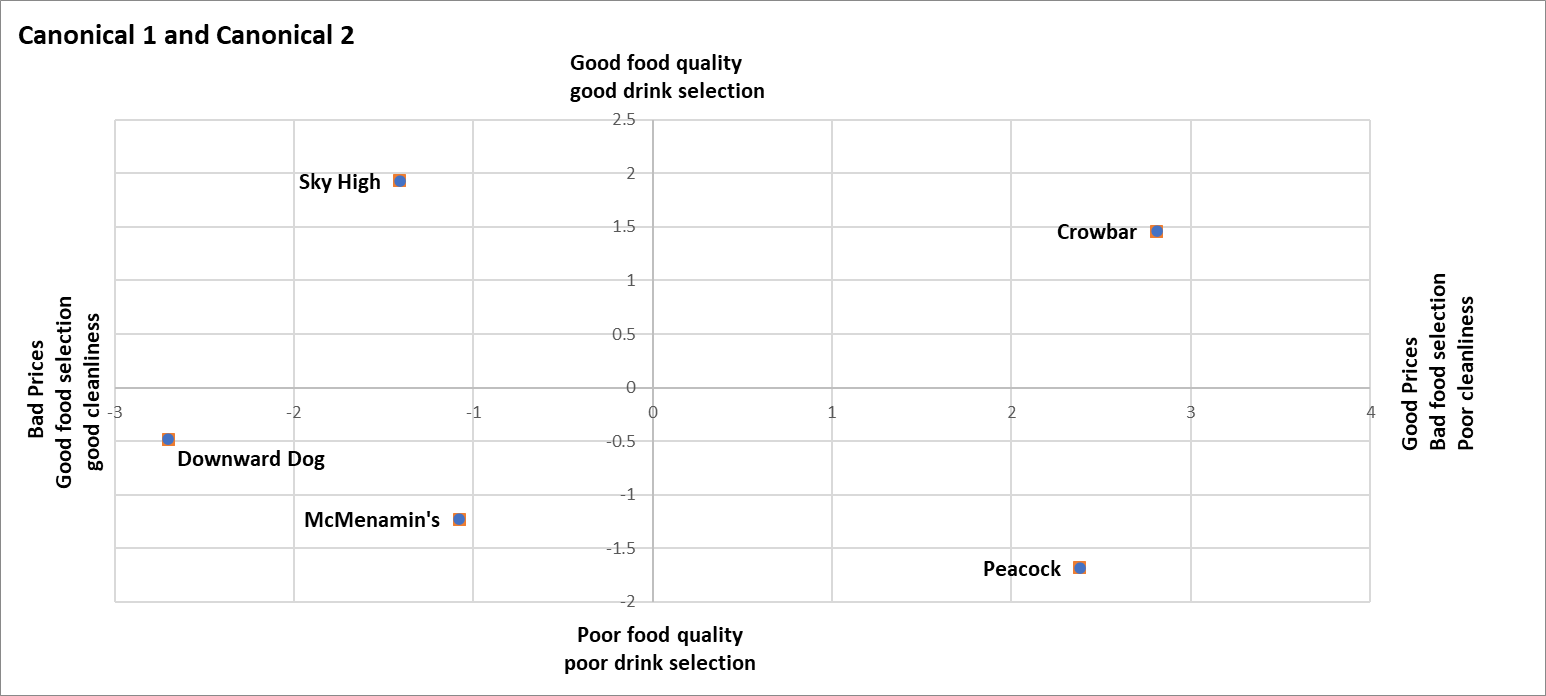 Canonical 1 and Canonical 2
Good food quality
good drink selection
2.5
2
1.5
1
0.5
0
-0.5
-1
-1.5
-2
-3
-2
-1
0
1
2
3
4
Sky High
Crowbar
Downward Dog
McMenamin's
Peacock
Bad Prices
Good food selection
good cleanliness
Good Prices
Bad food selection
Poor cleanliness
Poor food quality
poor drink selection